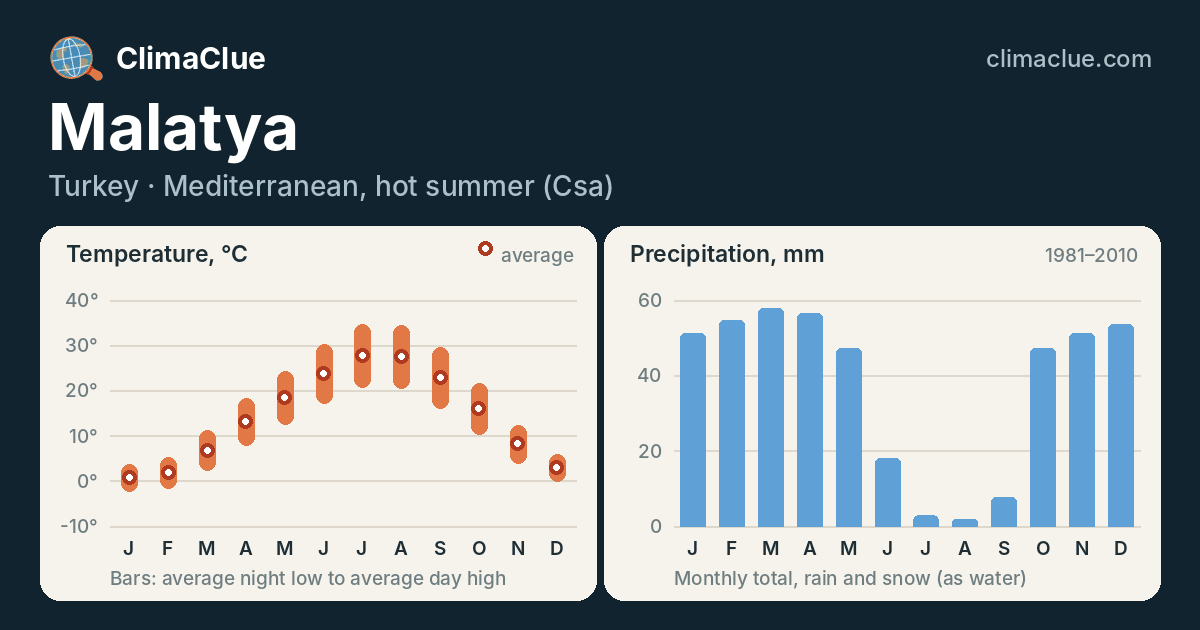 ClimaClue
climaclue.com
Malatya
Turkey · Mediterranean, hot summer (Csa)
Temperature, °C
average
40°
30°
20°
10°
0°
-10°
J F M A M J J A S O N D
Bars: average night low to average day high
Precipitation, mm
1981–2010
60
40
20
0
J F M A M J J A S O N D
Monthly total, rain and snow (as water)